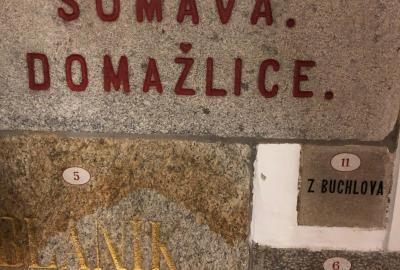 ŠUMAVA.
DOMAŽLICE.
5
11
Z BUCHLOVA
BLANÍK
6